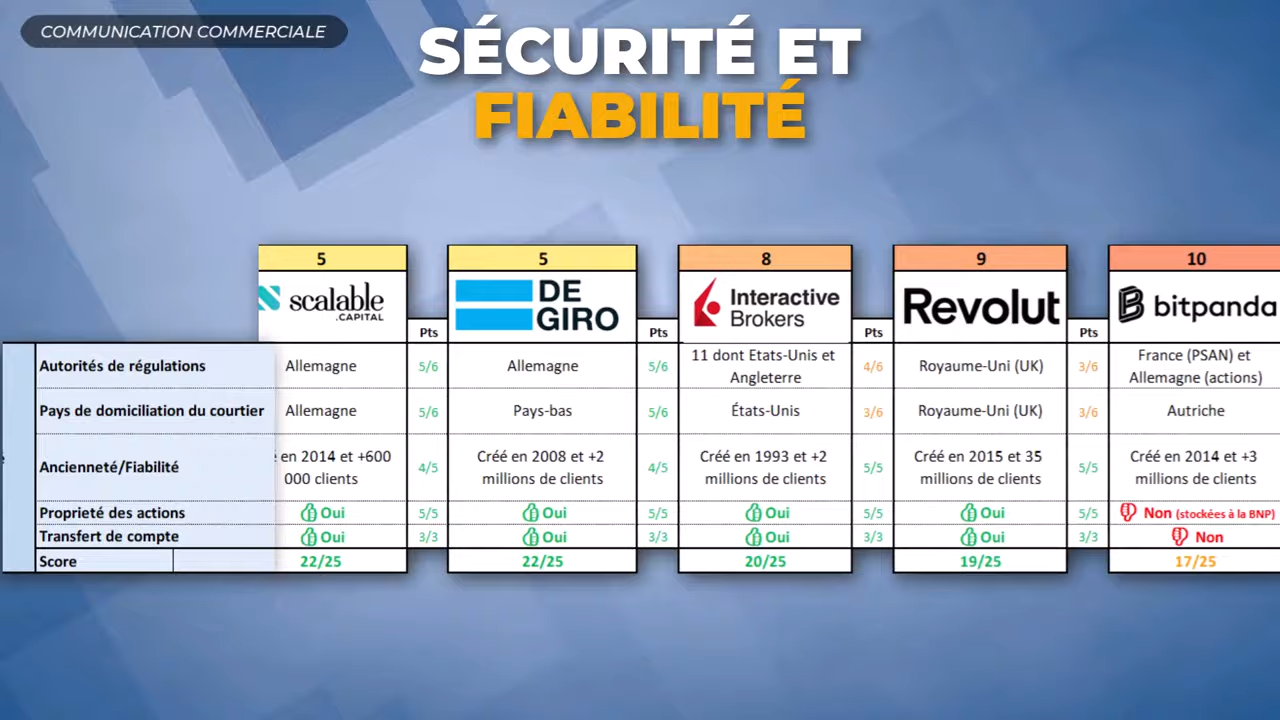 COMMUNICATION COMMERCIALE
SÉCURITÉ ET
FIABILITÉ
5 5 8 9 10
scalable .CAPITAL Pts DE GIRO Pts Interactive Brokers Pts Revolut Pts bitpanda
Autorités de régulations Allemagne 5/6 Allemagne 5/6 11 dont Etats-Unis et Angleterre 4/6 Royaume-Uni (UK) 3/6 France (PSAN) et Allemagne (actions)
Pays de domiciliation du courtier Allemagne 5/6 Pays-bas 5/6 États-Unis 3/6 Royaume-Uni (UK) 3/6 Autriche
Ancienneté/Fiabilité en 2014 et +600 000 clients 4/5 Créé en 2008 et +2 millions de clients 4/5 Créé en 1993 et +2 millions de clients 5/5 Créé en 2015 et 35 millions de clients 5/5 Créé en 2014 et +3 millions de clients
Proprieté des actions Oui 5/5 Oui 5/5 Oui 5/5 Oui 5/5 Non (stockées à la BNP)
Transfert de compte Oui 3/3 Oui 3/3 Oui 3/3 Oui 3/3 Non
Score 22/25 22/25 20/25 19/25 17/25